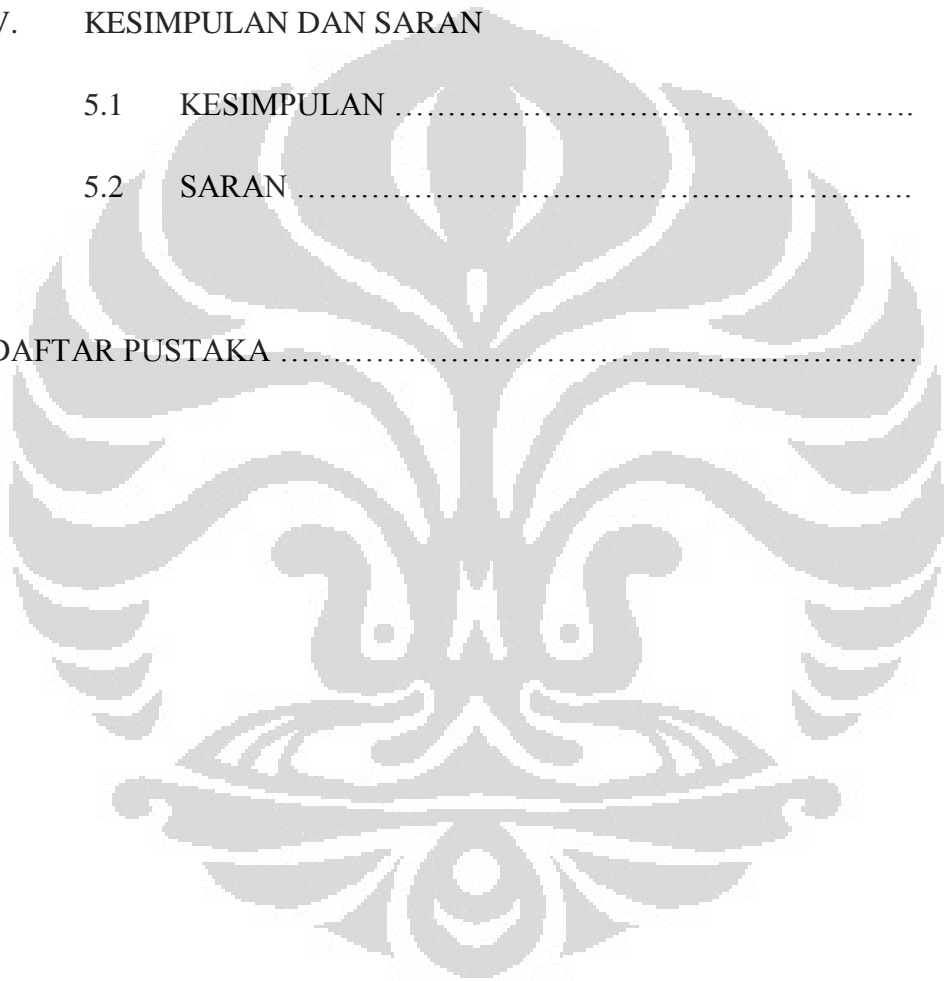 V. KESIMPULAN DAN SARAN
5.1 KESIMPULAN ……………………………………………….
5.2 SARAN ……………………………………………………….
DAFTAR PUSTAKA ………………………………………………………….